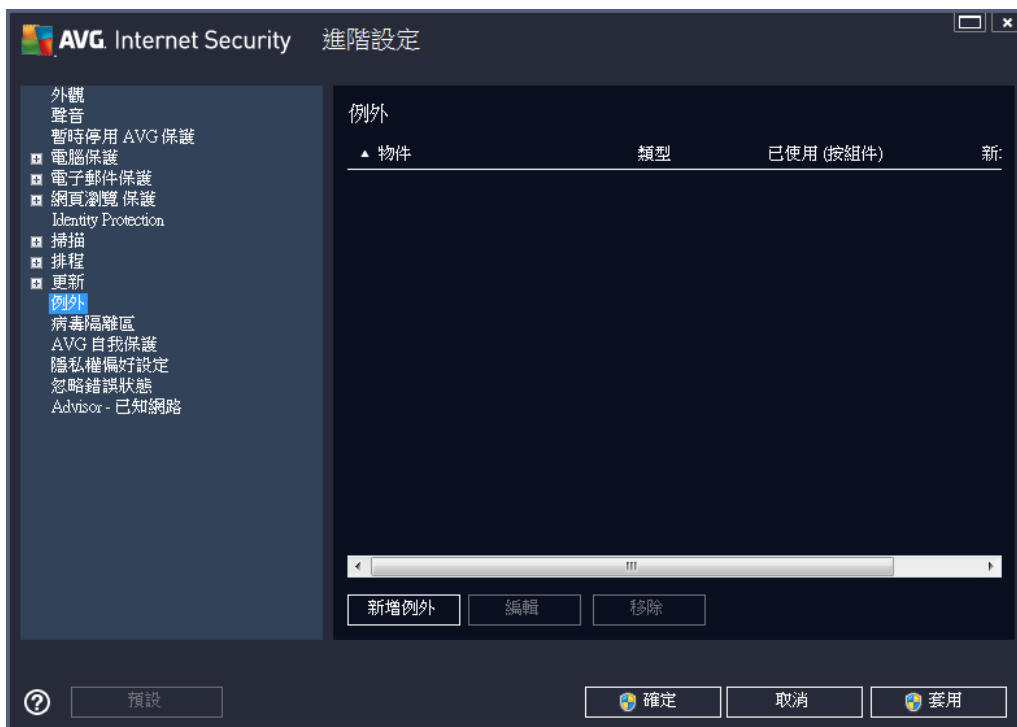 AVG. Internet Security 進階設定
外觀
聲音
暫時停用 AVG 保護
電腦保護
電子郵件保護
網頁瀏覽 保護
Identity Protection
掃描
排程
更新
例外
病毒隔離區
AVG 自我保護
隱私權偏好設定
忽略錯誤狀態
Advisor - 已知網路
例外
物件 類型 已使用 (按組件) 新
新增例外 編輯 移除
預設 確定 取消 套用